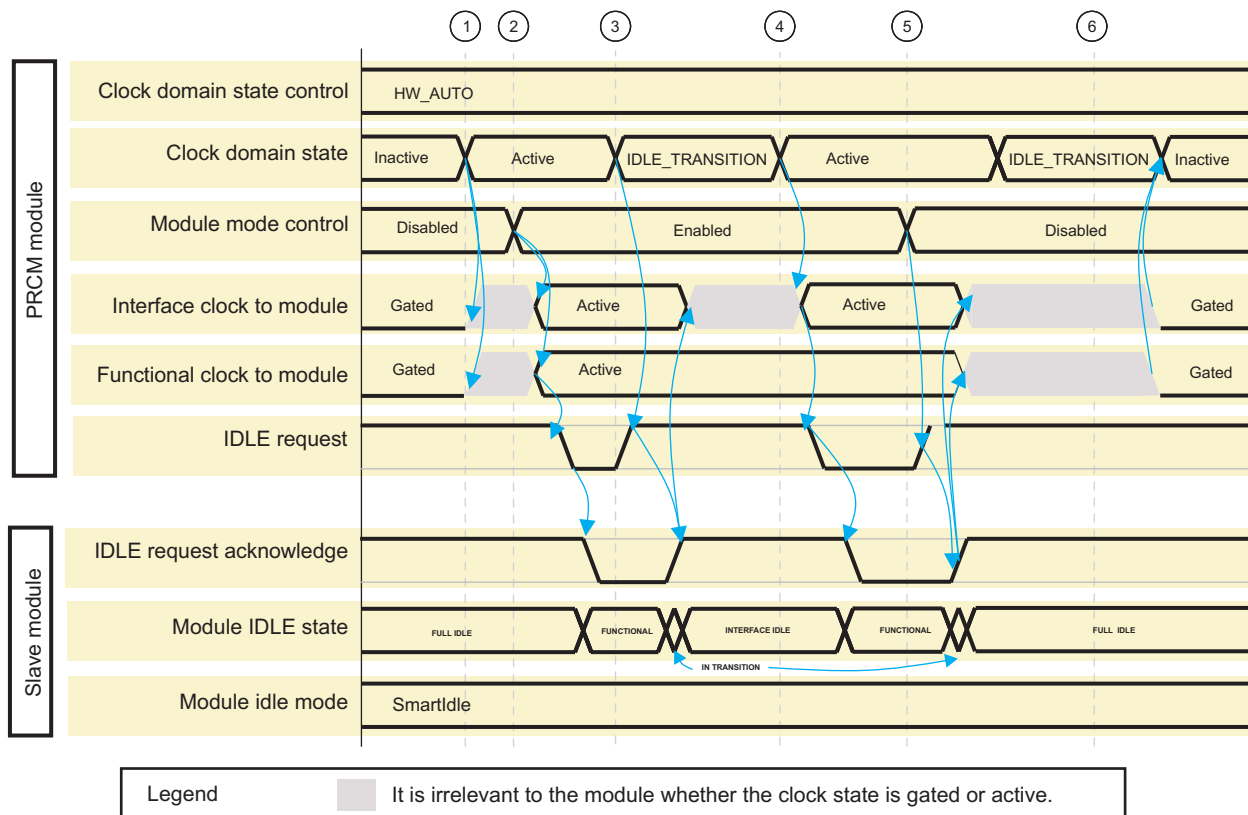 1 2 3 4 5 6
PRCM module
Clock domain state control HW_AUTO
Clock domain state Inactive Active IDLE_TRANSITION Active IDLE_TRANSITION Inactive
Module mode control Disabled Enabled Disabled
Interface clock to module Gated Active Active Gated
Functional clock to module Gated Active Gated
IDLE request
Slave module
IDLE request acknowledge
Module IDLE state FULL IDLE FUNCTIONAL INTERFACE IDLE FUNCTIONAL FULL IDLE
IN TRANSITION
Module idle mode SmartIdle
Legend It is irrelevant to the module whether the clock state is gated or active.